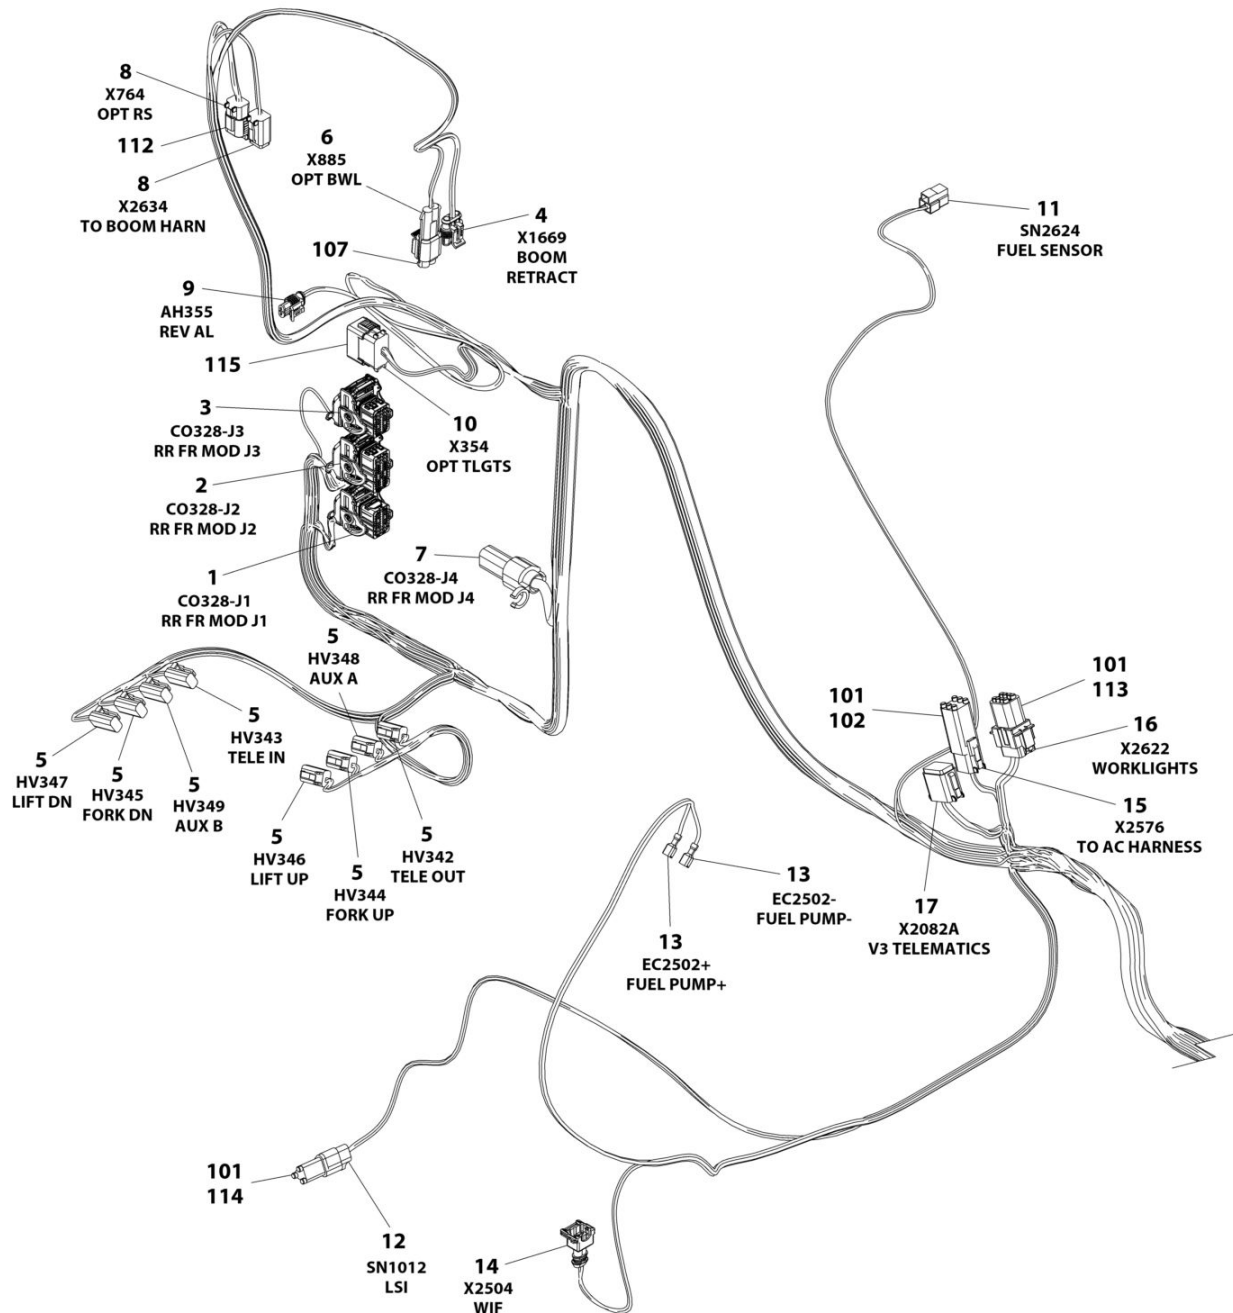 8
X764
OPT RS
112
8
X2634
TO BOOM HARN
6
X885
OPT BWL
107
4
X1669
BOOM
RETRACT
11
SN2624
FUEL SENSOR
9
AH355
REV AL
115
3
CO328-J3
RR FR MOD J3
10
X354
OPT TLGTS
2
CO328-J2
RR FR MOD J2
1
CO328-J1
RR FR MOD J1
7
CO328-J4
RR FR MOD J4
5
HV348
AUX A
5
HV343
TELE IN
5
HV347
LIFT DN
5
HV345
FORK DN
5
HV349
AUX B
5
HV346
LIFT UP
5
HV344
FORK UP
5
HV342
TELE OUT
101
102
101
113
16
X2622
WORKLIGHTS
15
X2576
TO AC HARNESS
13
EC2502-
FUEL PUMP-
13
EC2502+
FUEL PUMP+
17
X2082A
V3 TELEMATICS
101
114
12
SN1012
LSI
14
X2504
WIF